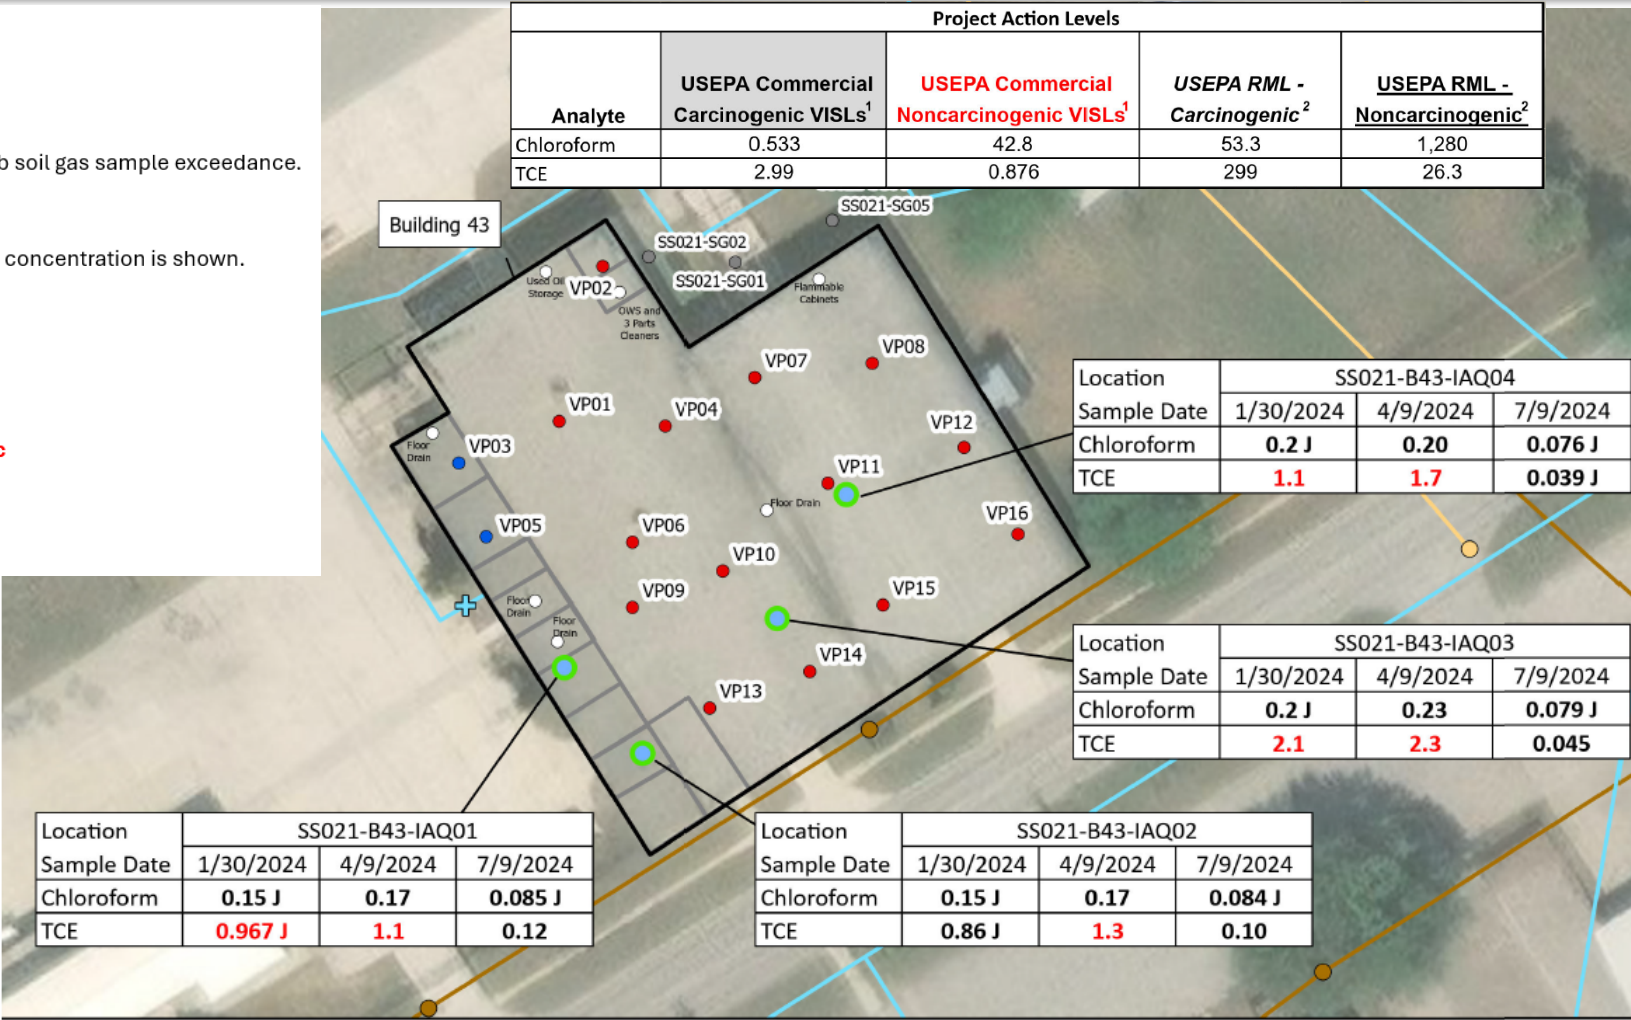 Project Action Levels
Analyte | USEPA Commercial Carcinogenic VISLs1 | USEPA Commercial Noncarcinogenic VISLs1 | USEPA RML - Carcinogenic2 | USEPA RML - Noncarcinogenic2
Chloroform | 0.533 | 42.8 | 53.3 | 1,280
TCE | 2.99 | 0.876 | 299 | 26.3
b soil gas sample exceedance.
concentration is shown.
c
Building 43
SS021-SG05
SS021-SG02
SS021-SG01
Used Oil
Storage
VP02
OWS and
3 Parts
Cleaners
Flammable
Cabinets
VP07
VP08
VP01
VP04
VP12
Floor
Drain
VP03
VP11
Floor Drain
VP05
VP06
VP16
VP10
VP09
VP15
Floor
Drain
Floor
Drain
VP14
VP13
Location | SS021-B43-IAQ04
Sample Date | 1/30/2024 | 4/9/2024 | 7/9/2024
Chloroform | 0.2 J | 0.20 | 0.076 J
TCE | 1.1 | 1.7 | 0.039 J
Location | SS021-B43-IAQ03
Sample Date | 1/30/2024 | 4/9/2024 | 7/9/2024
Chloroform | 0.2 J | 0.23 | 0.079 J
TCE | 2.1 | 2.3 | 0.045
Location | SS021-B43-IAQ01
Sample Date | 1/30/2024 | 4/9/2024 | 7/9/2024
Chloroform | 0.15 J | 0.17 | 0.085 J
TCE | 0.967 J | 1.1 | 0.12
Location | SS021-B43-IAQ02
Sample Date | 1/30/2024 | 4/9/2024 | 7/9/2024
Chloroform | 0.15 J | 0.17 | 0.084 J
TCE | 0.86 J | 1.3 | 0.10